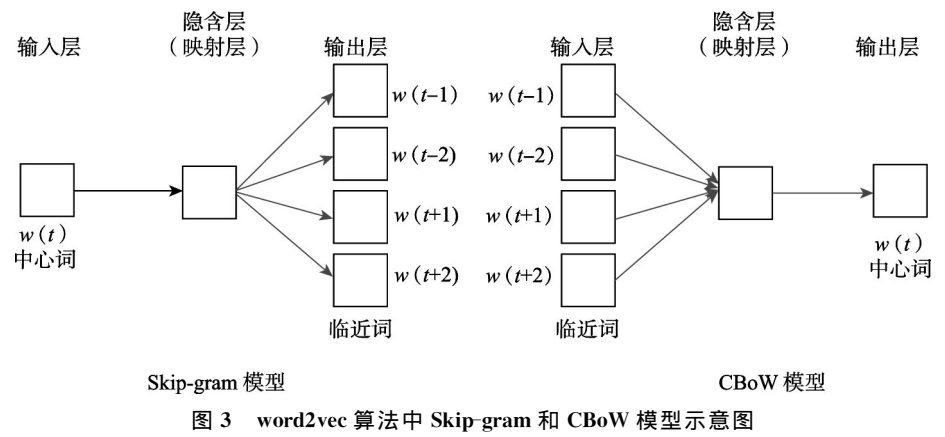 输入层
隐含层
（映射层）
输出层
w(t)
中心词
w(t−1)
w(t−2)
w(t+1)
w(t+2)
临近词
Skip-gram 模型
输入层
隐含层
（映射层）
输出层
w(t−1)
w(t−2)
w(t+1)
w(t+2)
临近词
w(t)
中心词
CBoW 模型
图 3 word2vec 算法中 Skip-gram 和 CBoW 模型示意图